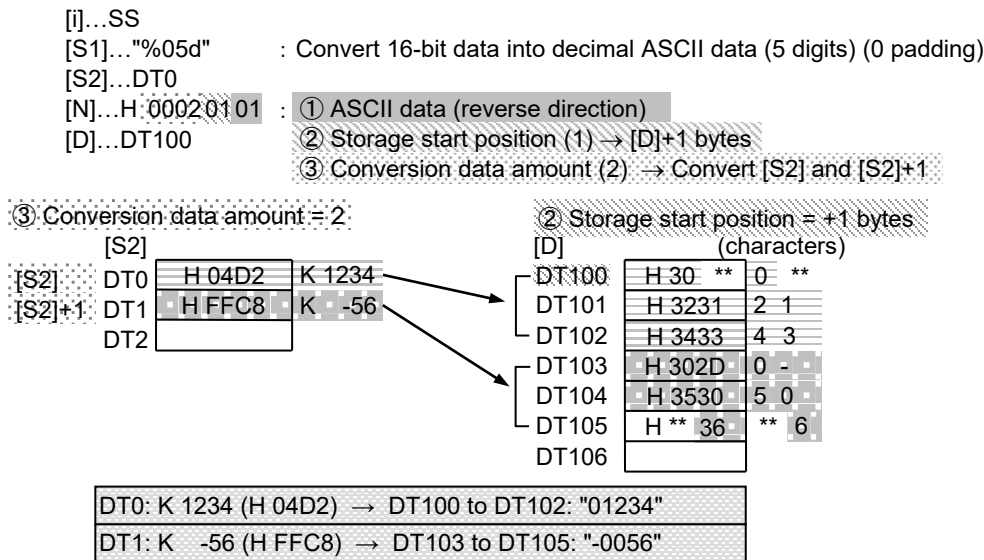 [i]…SS
[S1]…"%05d" : Convert 16-bit data into decimal ASCII data (5 digits) (0 padding)
[S2]…DT0
[N]…H 0002 01 01 : ① ASCII data (reverse direction)
[D]…DT100 ② Storage start position (1) → [D]+1 bytes
③ Conversion data amount (2) → Convert [S2] and [S2]+1
③ Conversion data amount = 2 ② Storage start position = +1 bytes
[S2] [D] (characters)
[S2] DT0 H 04D2 K 1234 DT100 H 30 ** 0 **
[S2]+1 DT1 H FFC8 K -56 DT101 H 3231 2 1
DT2 DT102 H 3433 4 3
DT103 H 302D 0 -
DT104 H 3530 5 0
DT105 H ** 36 ** 6
DT106
DT0: K 1234 (H 04D2) → DT100 to DT102: "01234"
DT1: K -56 (H FFC8) → DT103 to DT105: "-0056"